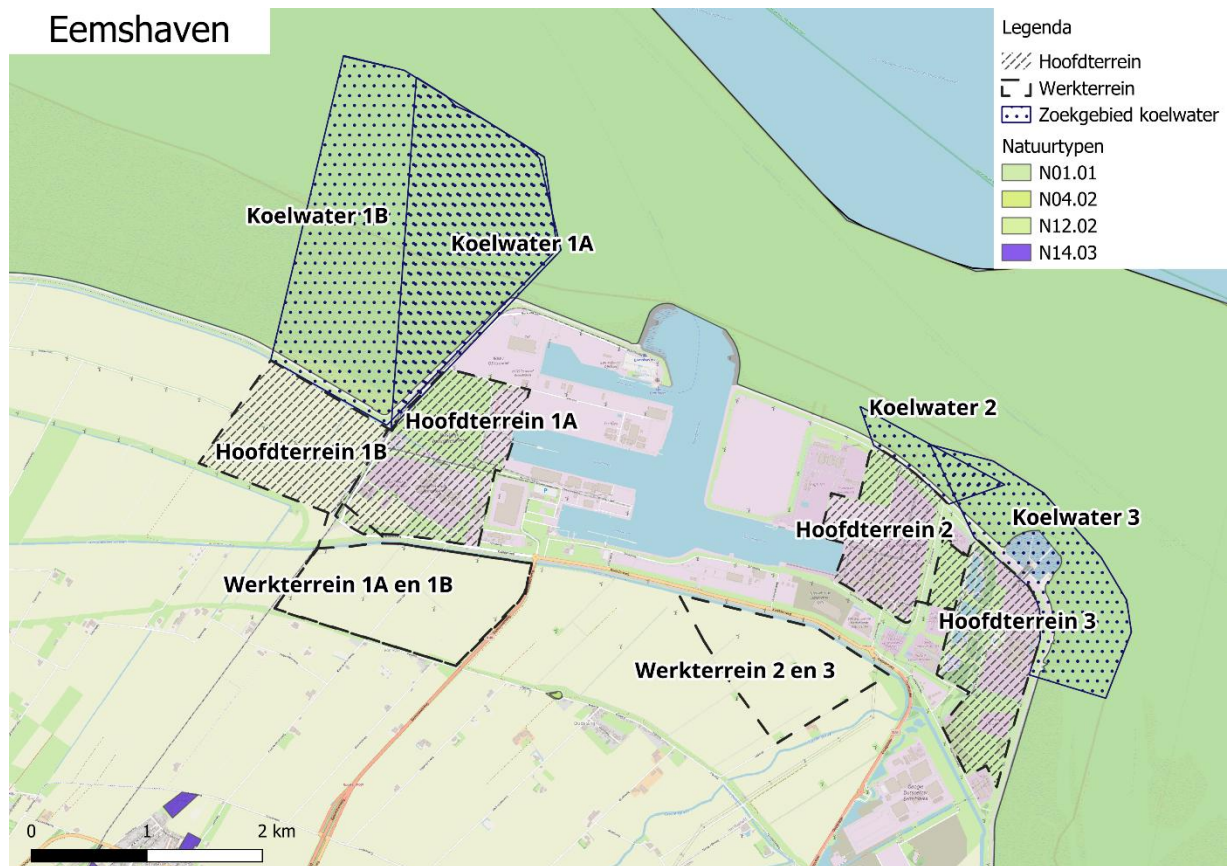 Eemshaven
Legenda
Hoofdterrein
Werkterrein
Zoekgebied koelwater
Natuurtypen
N01.01
N04.02
N12.02
N14.03
Koelwater 1B
Koelwater 1A
Koelwater 2
Hoofdterrein 1A
Hoofdterrein 1B
Koelwater 3
Hoofdterrein 2
Werkterrein 1A en 1B
Hoofdterrein 3
Werkterrein 2 en 3
0 1 2 km